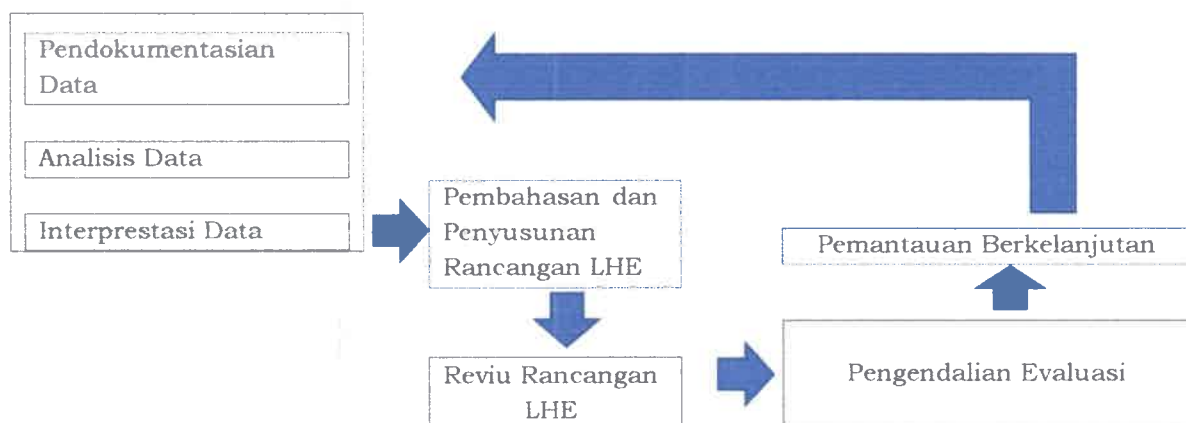 Pendokumentasian
Data
Analisis Data
Interprestasi Data
Pembahasan dan
Penyusunan
Rancangan LHE
Reviu Rancangan
LHE
Pengendalian Evaluasi
Pemantauan Berkelanjutan